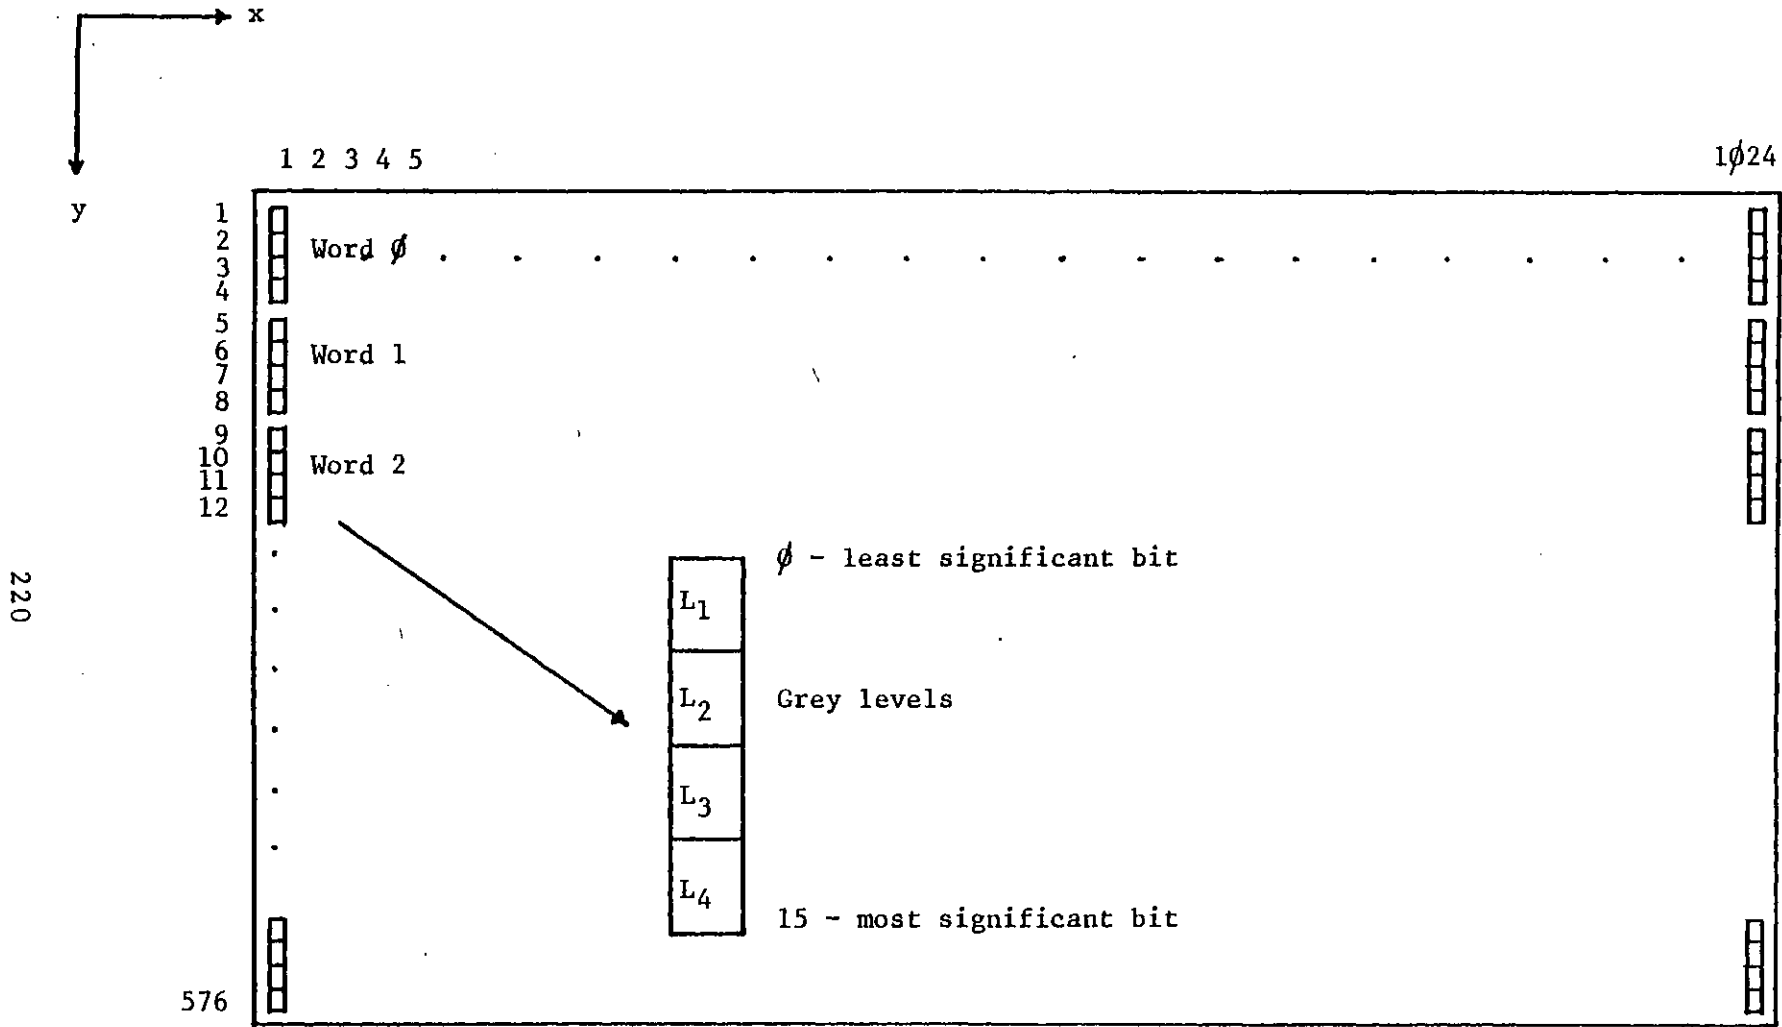 x
y
1 2 3 4 5
1ϕ24
1
2
3
4
Word ϕ
5
6
7
8
Word 1
9
10
11
12
Word 2
ϕ - least significant bit
L1
L2
Grey levels
L3
L4
15 - most significant bit
576
220